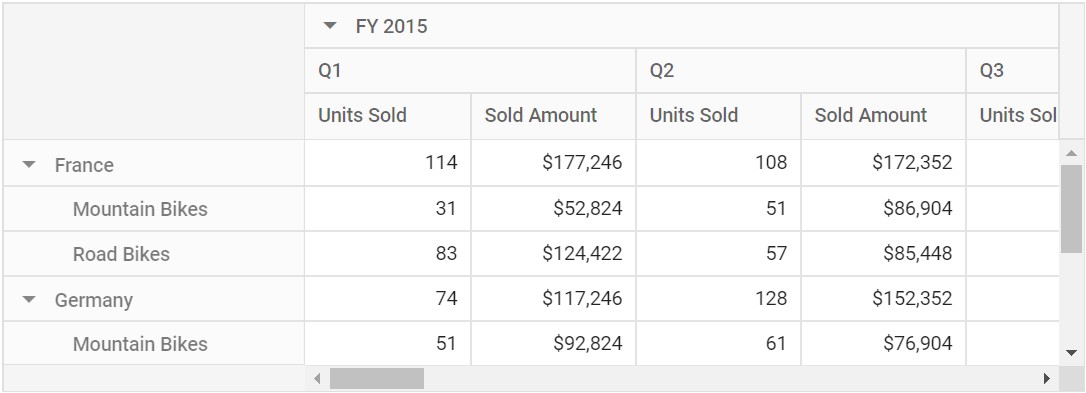 FY 2015
Q1 Q2 Q3
Units Sold Sold Amount Units Sold Sold Amount Units Sol
France 114 $177,246 108 $172,352
Mountain Bikes 31 $52,824 51 $86,904
Road Bikes 83 $124,422 57 $85,448
Germany 74 $117,246 128 $152,352
Mountain Bikes 51 $92,824 61 $76,904